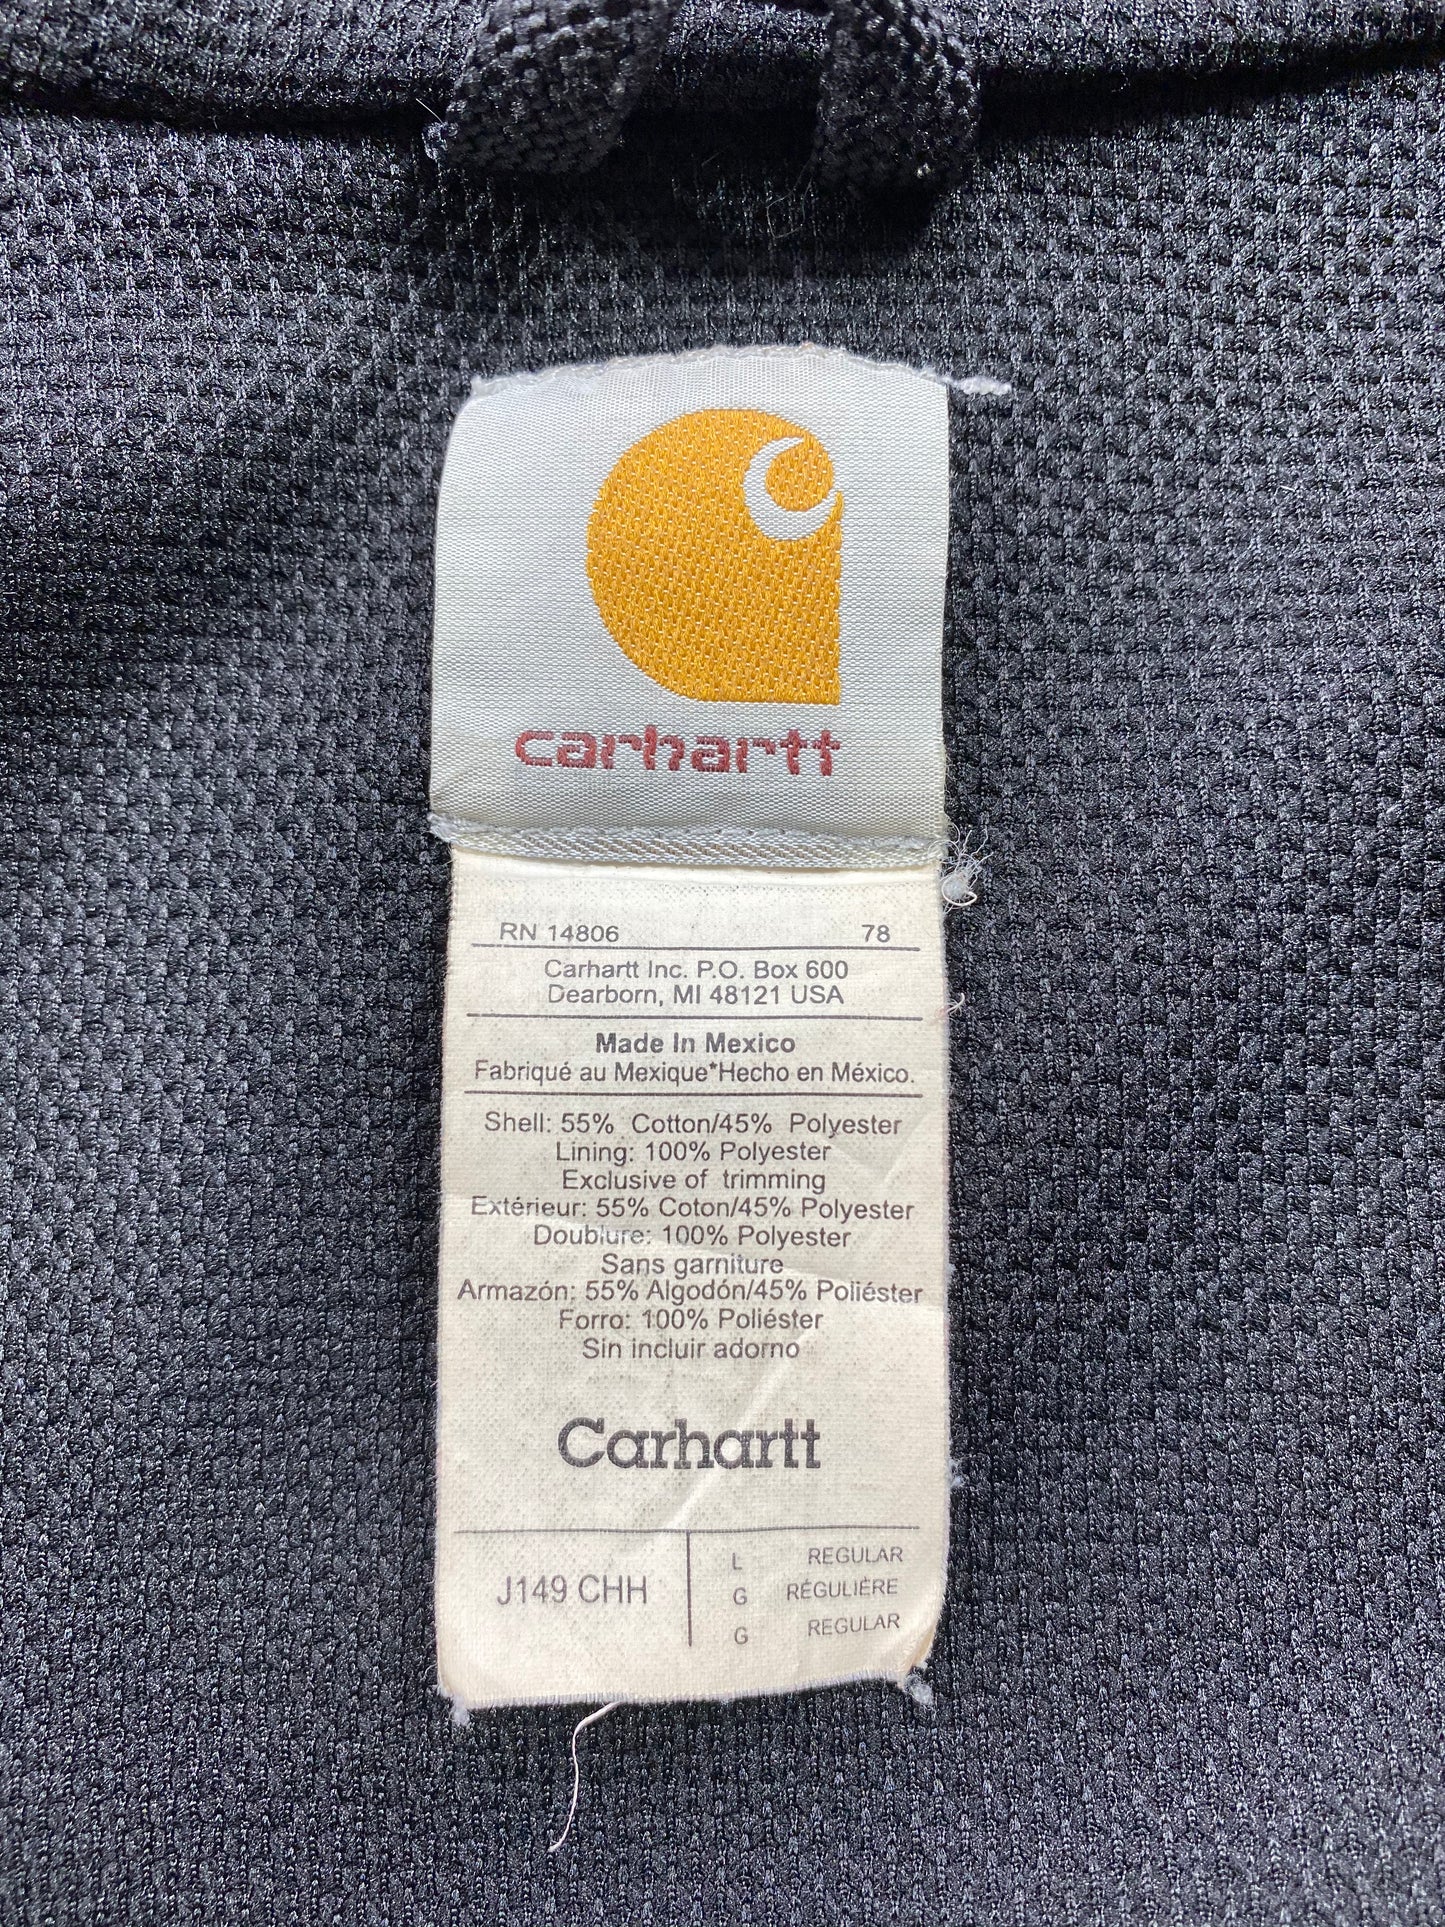 carhartt
RN 14806 78
Carhartt Inc. P.O. Box 600
Dearborn, MI 48121 USA
Made In Mexico
Fabriqué au Mexique*Hecho en México.
Shell: 55% Cotton/45% Polyester
Lining: 100% Polyester
Exclusive of trimming
Extérieur: 55% Coton/45% Polyester
Doublure: 100% Polyester
Sans garniture
Armazón: 55% Algodón/45% Poliéster
Forro: 100% Poliéster
Sin incluir adorno
Carhartt
J149 CHH
L REGULAR
G RÉGULIÈRE
G REGULAR